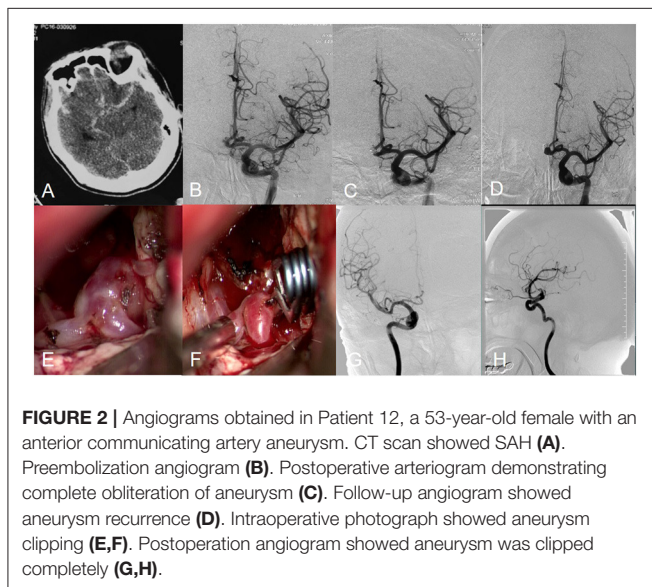 PC16-030926
A
B
C
D
E
F
G
H
FIGURE 2 | Angiograms obtained in Patient 12, a 53-year-old female with an
anterior communicating artery aneurysm. CT scan showed SAH (A).
Preembolization angiogram (B). Postoperative arteriogram demonstrating
complete obliteration of aneurysm (C). Follow-up angiogram showed
aneurysm recurrence (D). Intraoperative photograph showed aneurysm
clipping (E,F). Postoperation angiogram showed aneurysm was clipped
completely (G,H).